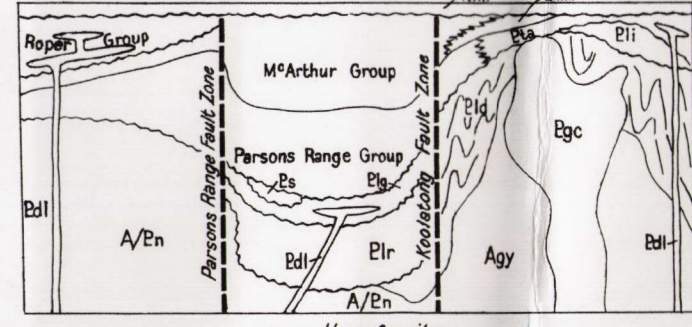 Roper Group
McArthur Group
Parsons Range Fault Zone
Koolatong Fault Zone
Parsons Range Group
Ps
Plg
Pta
Pli
Pld
Pgc
Pdl
A/Pn
Pdl
Plr
A/Pn
Agy
Pdl